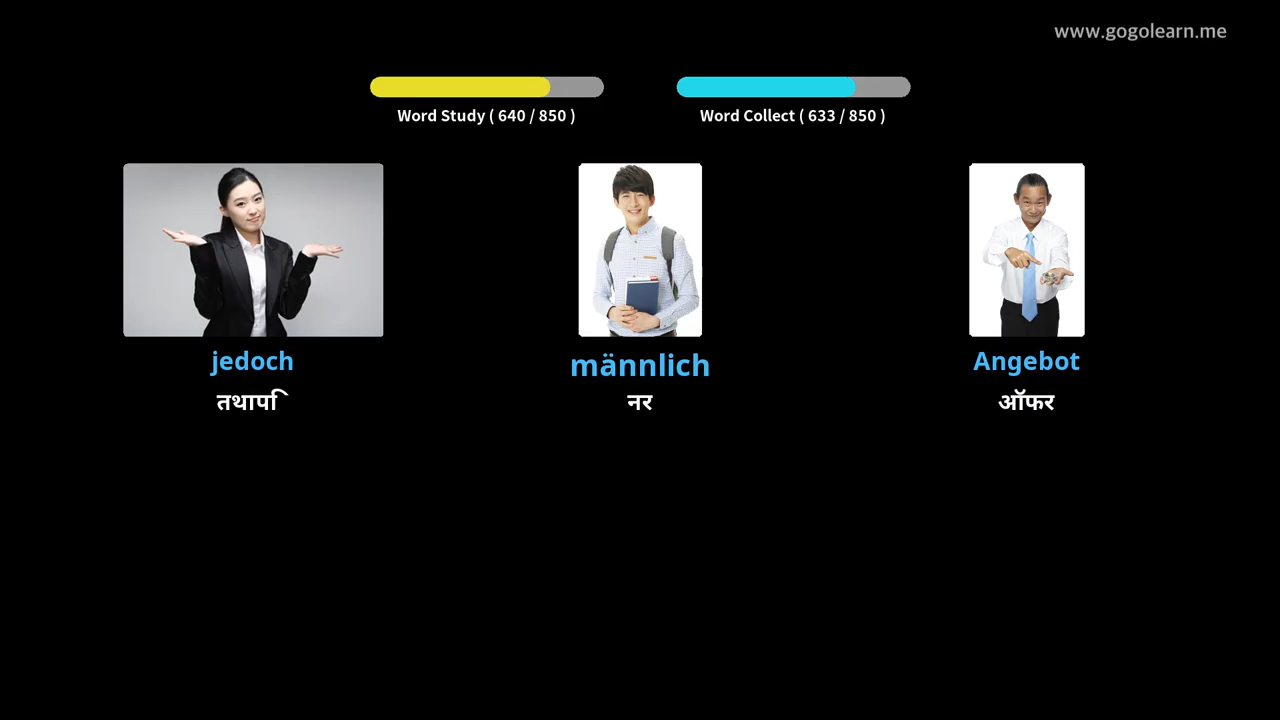 www.gogolearn.me
Word Study ( 640 / 850 )
Word Collect ( 633 / 850 )
jedoch
männlich
Angebot
तथापि
नर
ऑफर